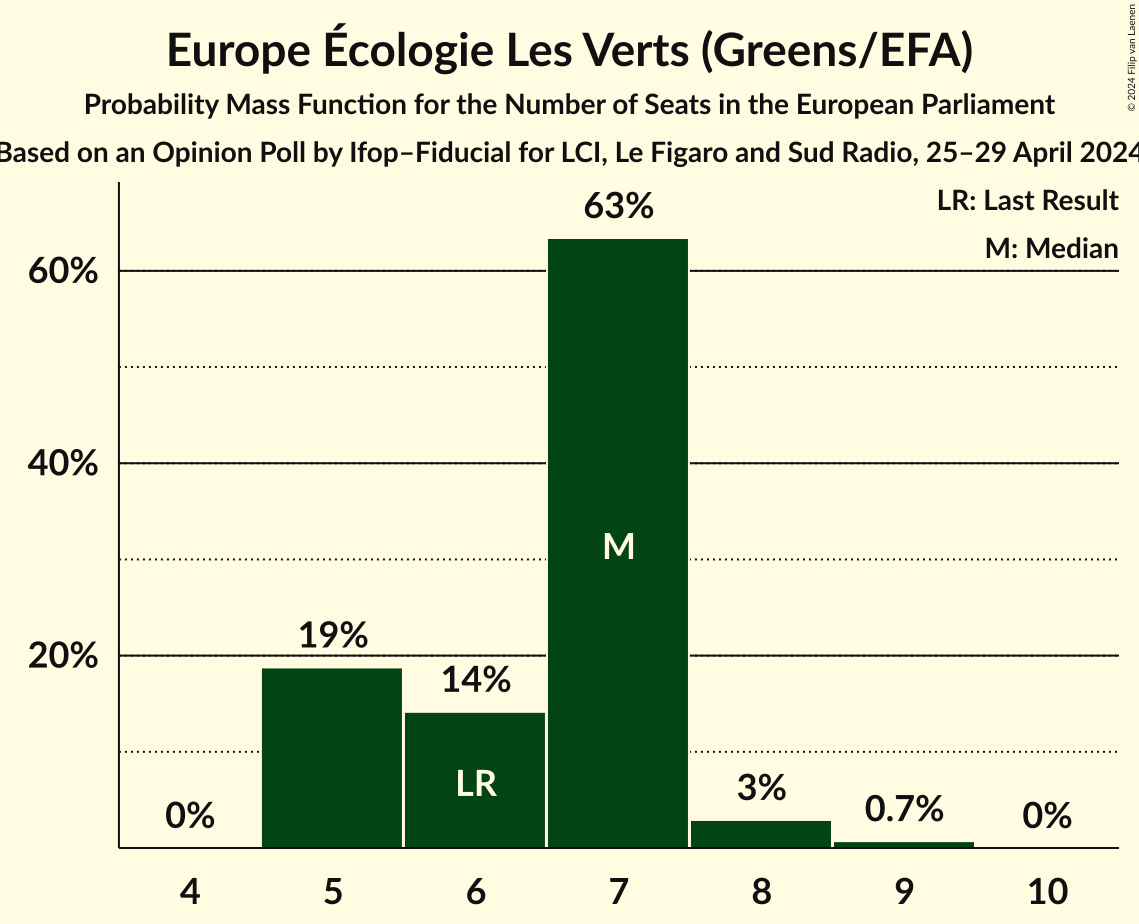 Europe Écologie Les Verts (Greens/EFA)
Probability Mass Function for the Number of Seats in the European Parliament
Based on an Opinion Poll by Ifop–Fiducial for LCI, Le Figaro and Sud Radio, 25–29 April 2024
© 2024 Filip van Laenen
LR: Last Result
M: Median
63%
60%
40%
M
19%
20%
14%
LR
0%
3%
0.7%
0%
4 5 6 7 8 9 10